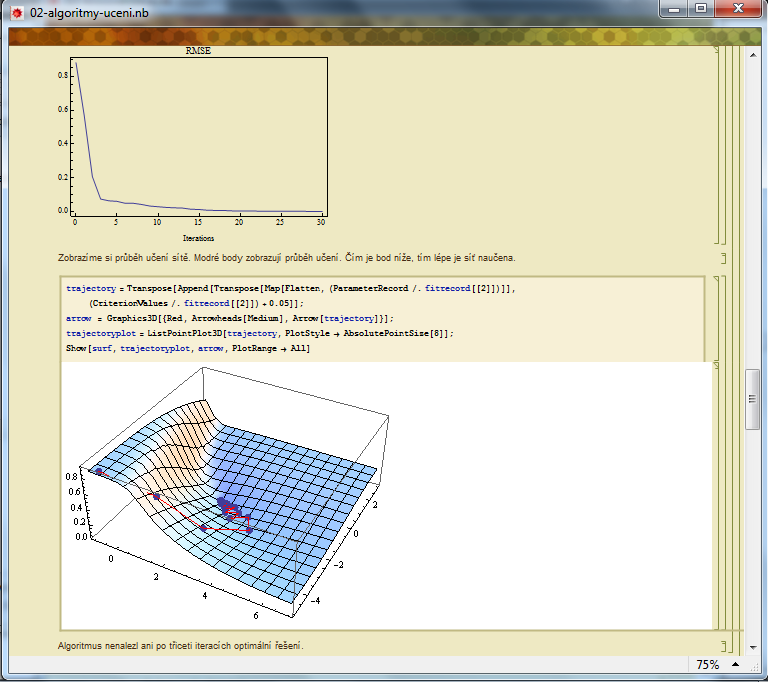 02-algoritmy-uceni.nb
RMSE
0.8
0.6
0.4
0.2
0.0
0 5 10 15 20 25 30
Iterations
Zobrazíme si průběh učení sítě. Modré body zobrazují průběh učení. Čím je bod níže, tím lépe je síť naučena.
trajectory = Transpose[Append[Transpose[Map[Flatten, (ParameterRecord /. fitrecord[[2]])]],
(CriterionValues /. fitrecord[[2]]) + 0.05]];
arrow = Graphics3D[{Red, Arrowheads[Medium], Arrow[trajectory]}];
trajectoryplot = ListPointPlot3D[trajectory, PlotStyle → AbsolutePointSize[8]];
Show[surf, trajectoryplot, arrow, PlotRange → All]
0.8
0.6
0.4
0.2
0.0
0
2
4
6
2
0
-2
-4
Algoritmus nenalezl ani po třiceti iteracích optimální řešení.
75%